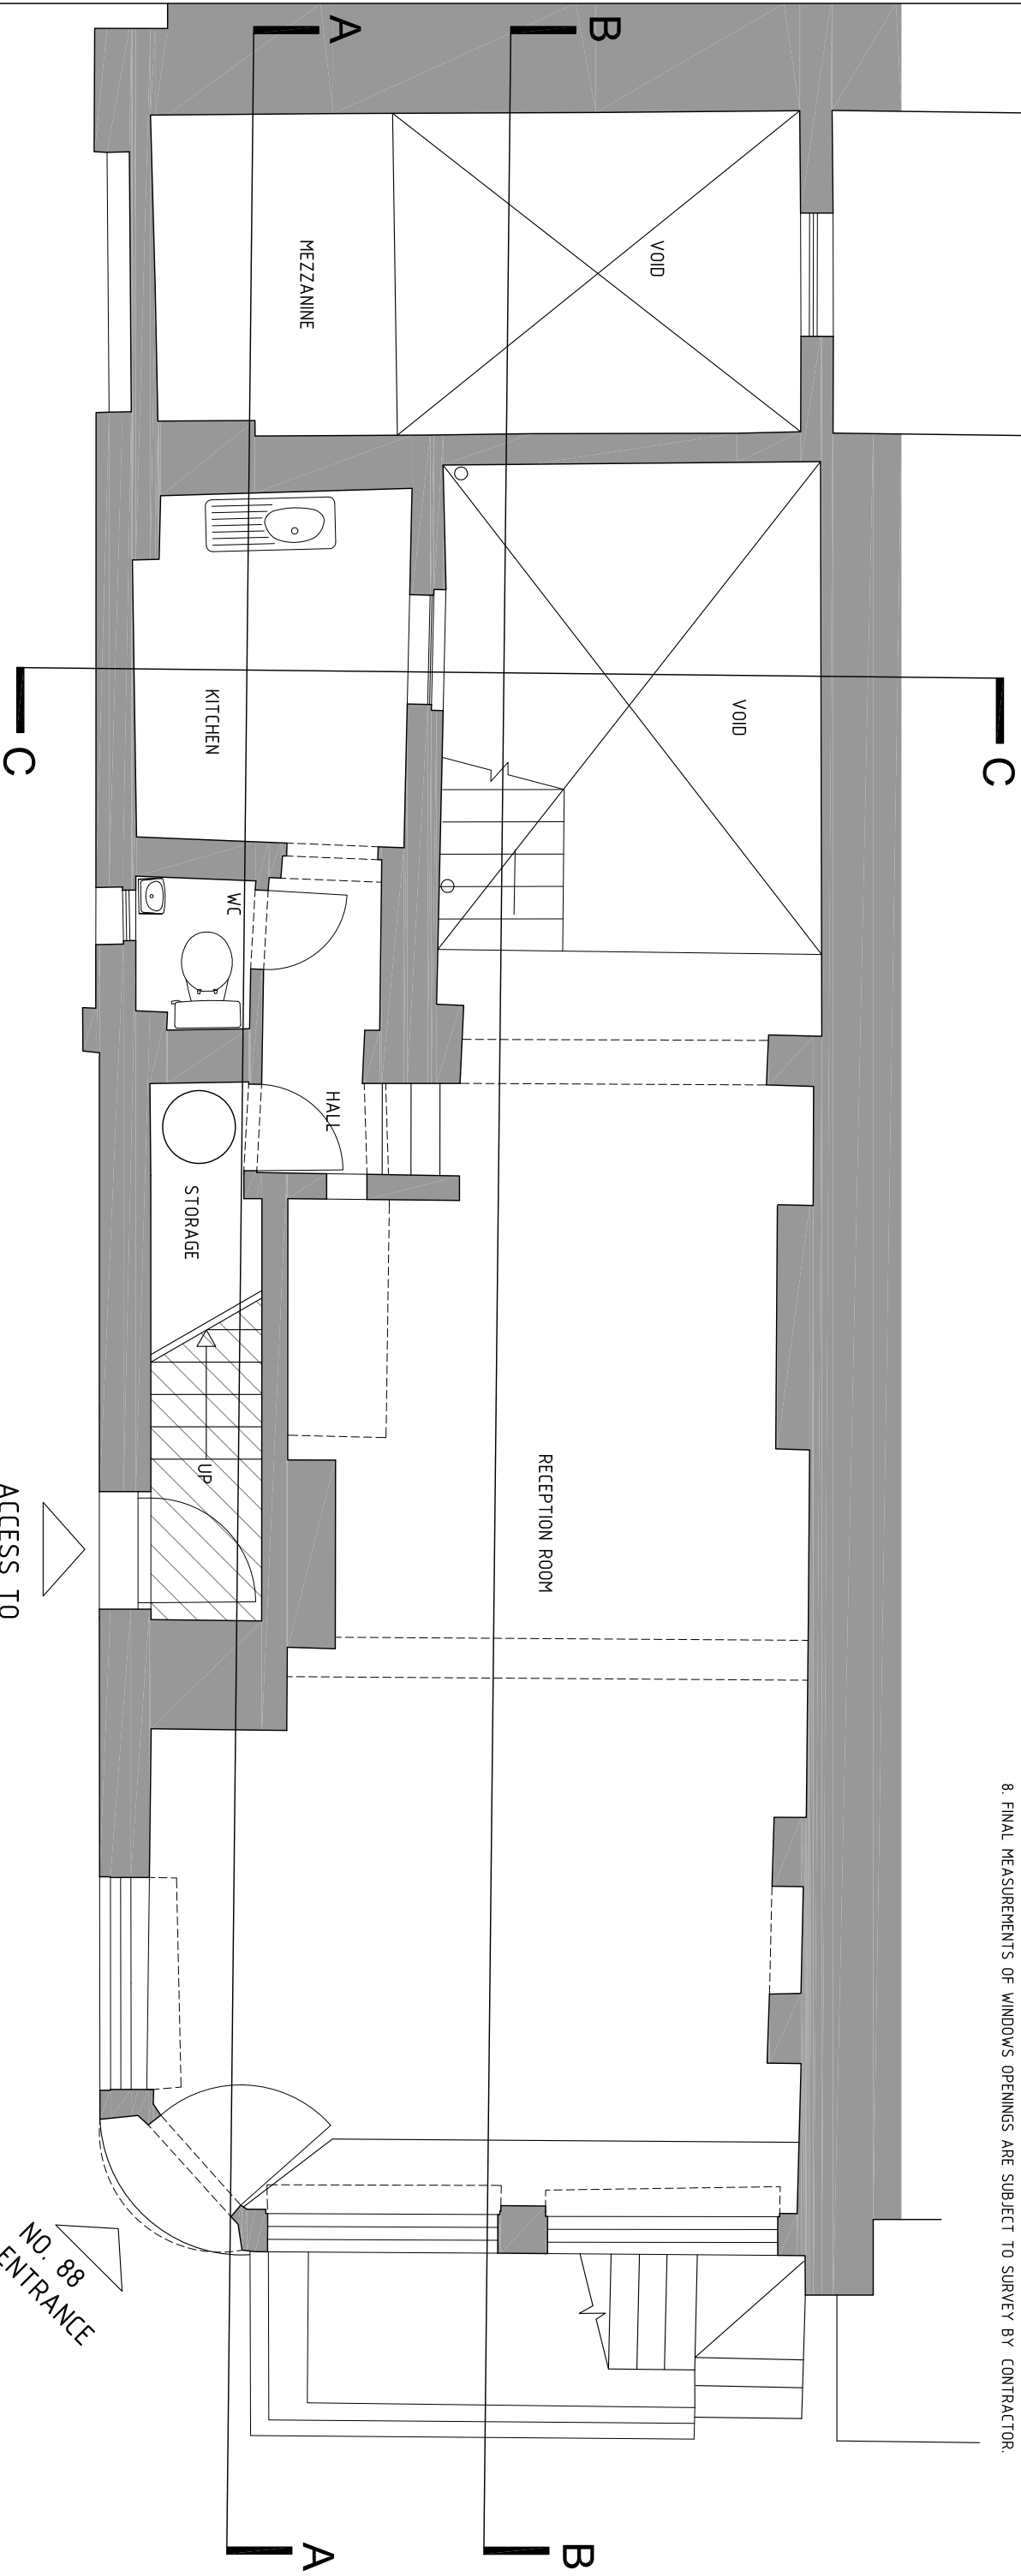 8. FINAL MEASUREMENTS OF WINDOWS OPENINGS ARE SUBJECT TO SURVEY BY CONTRACTOR.
C
C
B
B
A
A
VOID
VOID
MEZZANINE
KITCHEN
WC
HALL
STORAGE
UP
RECEPTION ROOM
ACCESS TO
NO. 88
ENTRANCE